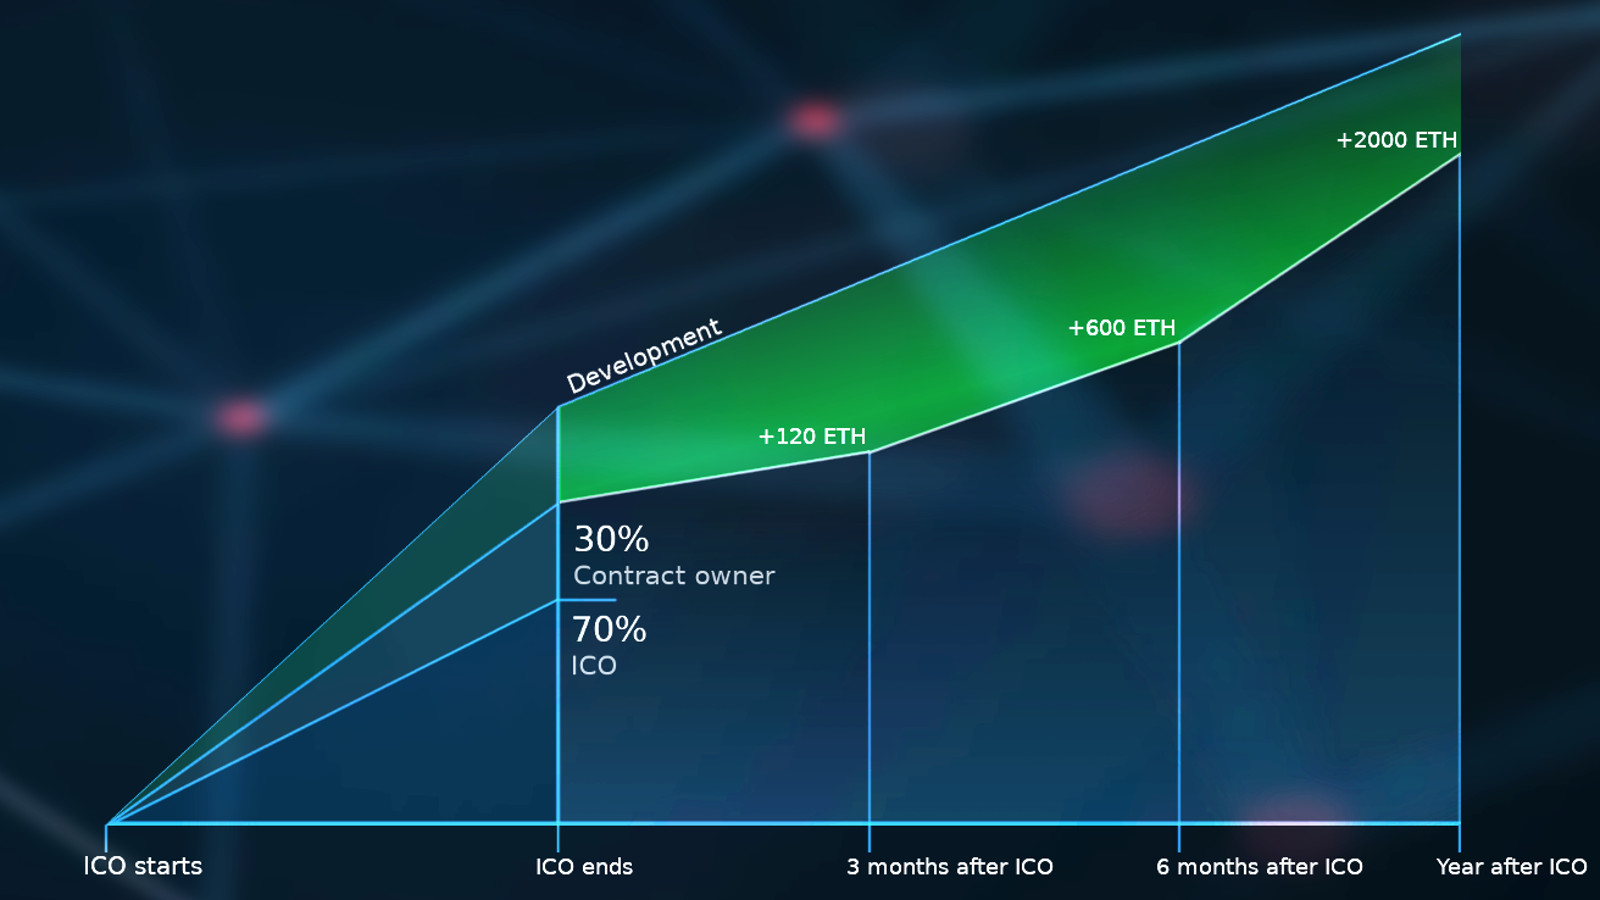 +2000 ETH
+600 ETH
Development
+120 ETH
30%
Contract owner
70%
ICO
ICO starts
ICO ends
3 months after ICO
6 months after ICO
Year after ICO